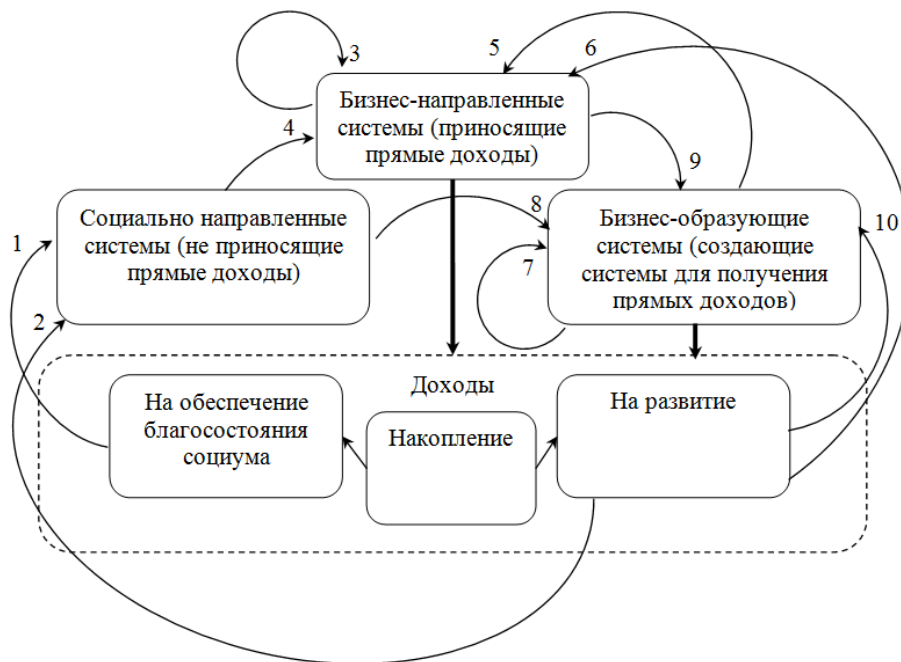 3
5
6
Бизнес-направленные
системы (приносящие
прямые доходы)
4
9
1
Социально направленные
системы (не приносящие
прямые доходы)
2
8
7
Бизнес-образующие
системы (создающие
системы для получения
прямых доходов)
10
Доходы
На обеспечение
благосостояния
социума
Накопление
На развитие